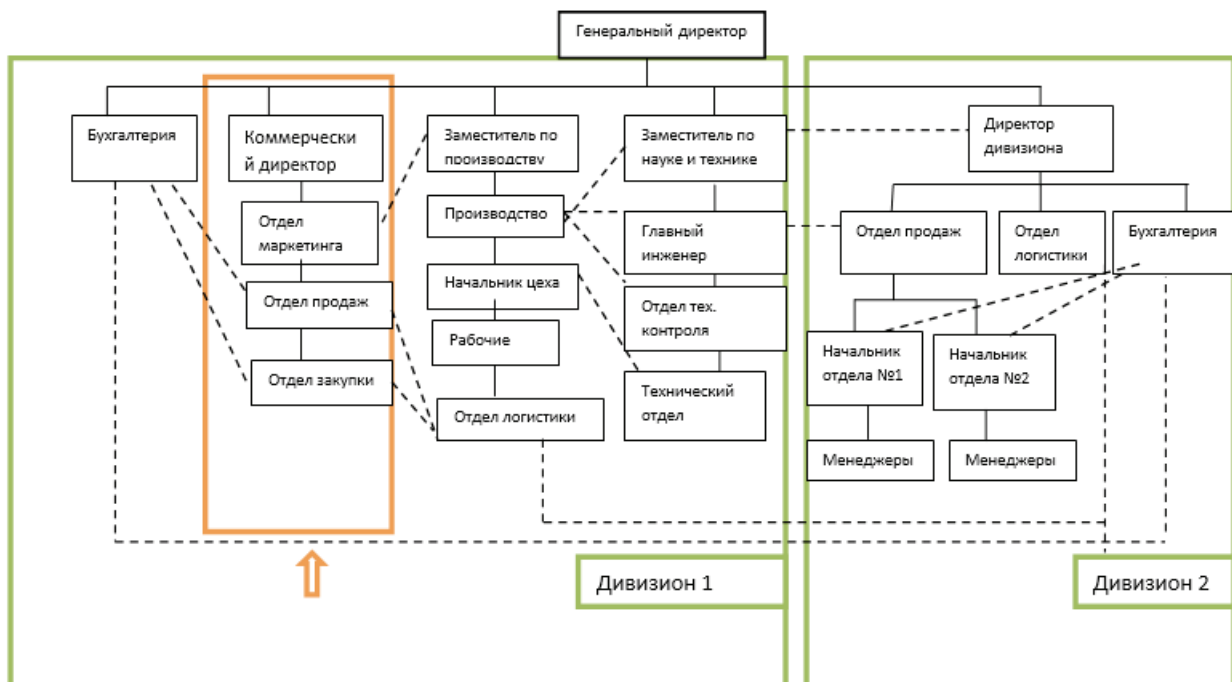 Генеральный директор
Бухгалтерия
Коммерчески
й директор
Заместитель по
производству
Заместитель по
науке и технике
Директор
дивизиона
Отдел
маркетинга
Производство
Главный
инженер
Отдел продаж
Отдел
логистики
Бухгалтерия
Отдел продаж
Начальник цеха
Отдел тех.
контроля
Рабочие
Начальник
отдела №1
Начальник
отдела №2
Отдел закупки
Отдел логистики
Технический
отдел
Менеджеры
Менеджеры
Дивизион 1
Дивизион 2